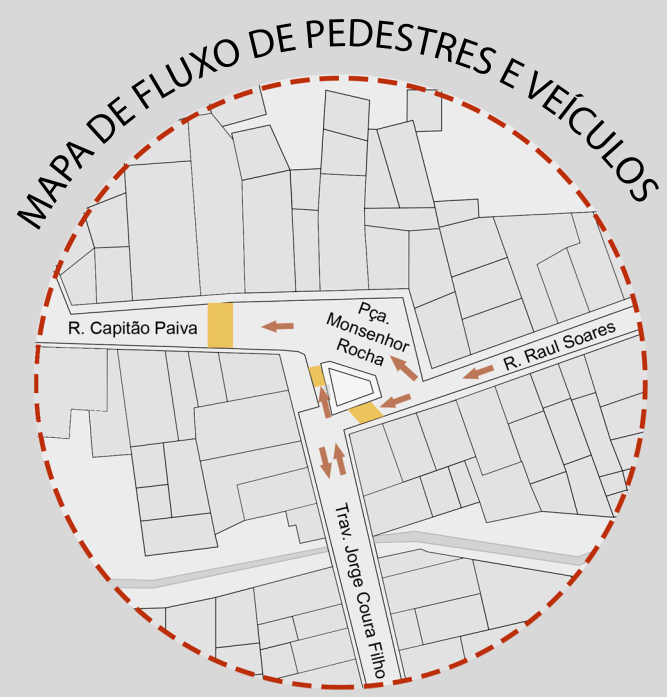 MAPA DE FLUXO DE PEDESTRES E VEÍCULOS
Pça.
Monsenhor
Rocha
R. Capitão Paiva
R. Raul Soares
Trav. Jorge Coura Filho